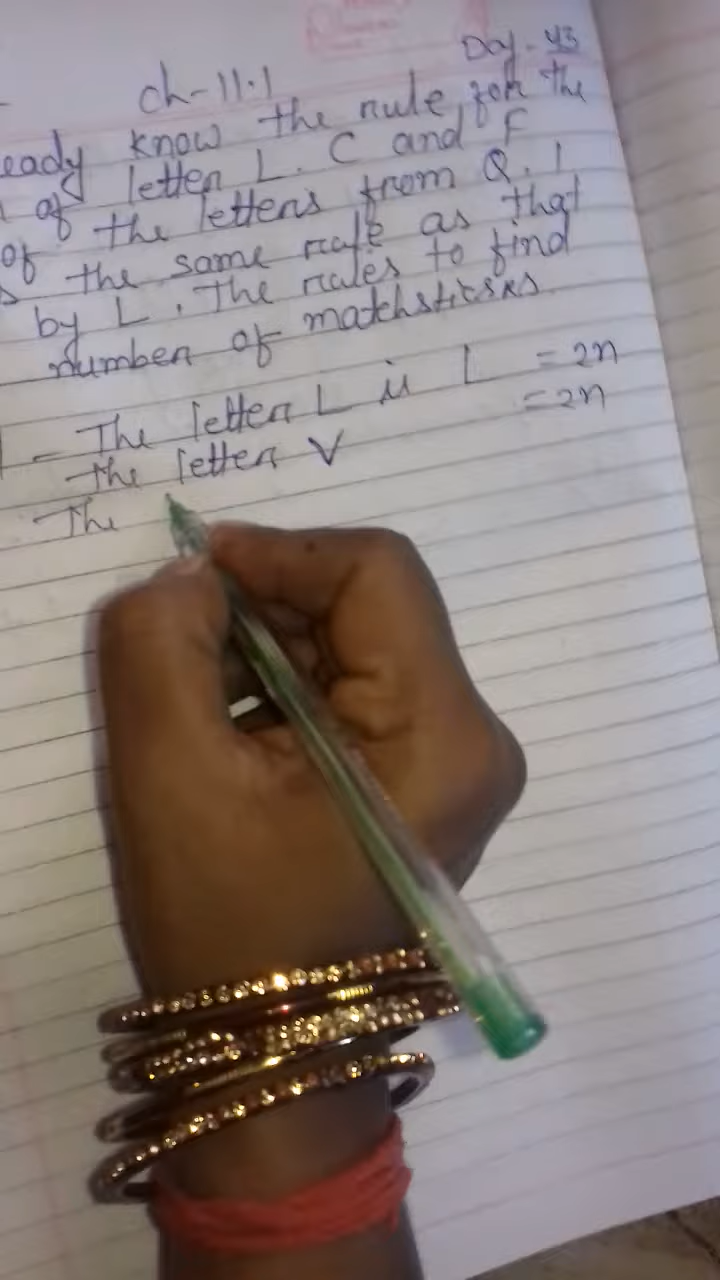 Day - 43
ch-11.1
eady know the rule for the
of letter L. C and F
of the letters from Q. 1
s the same rule as that
by L. The rules to find
number of matchsticks
- The letter L is L = 2n
The letter V = 2n
The